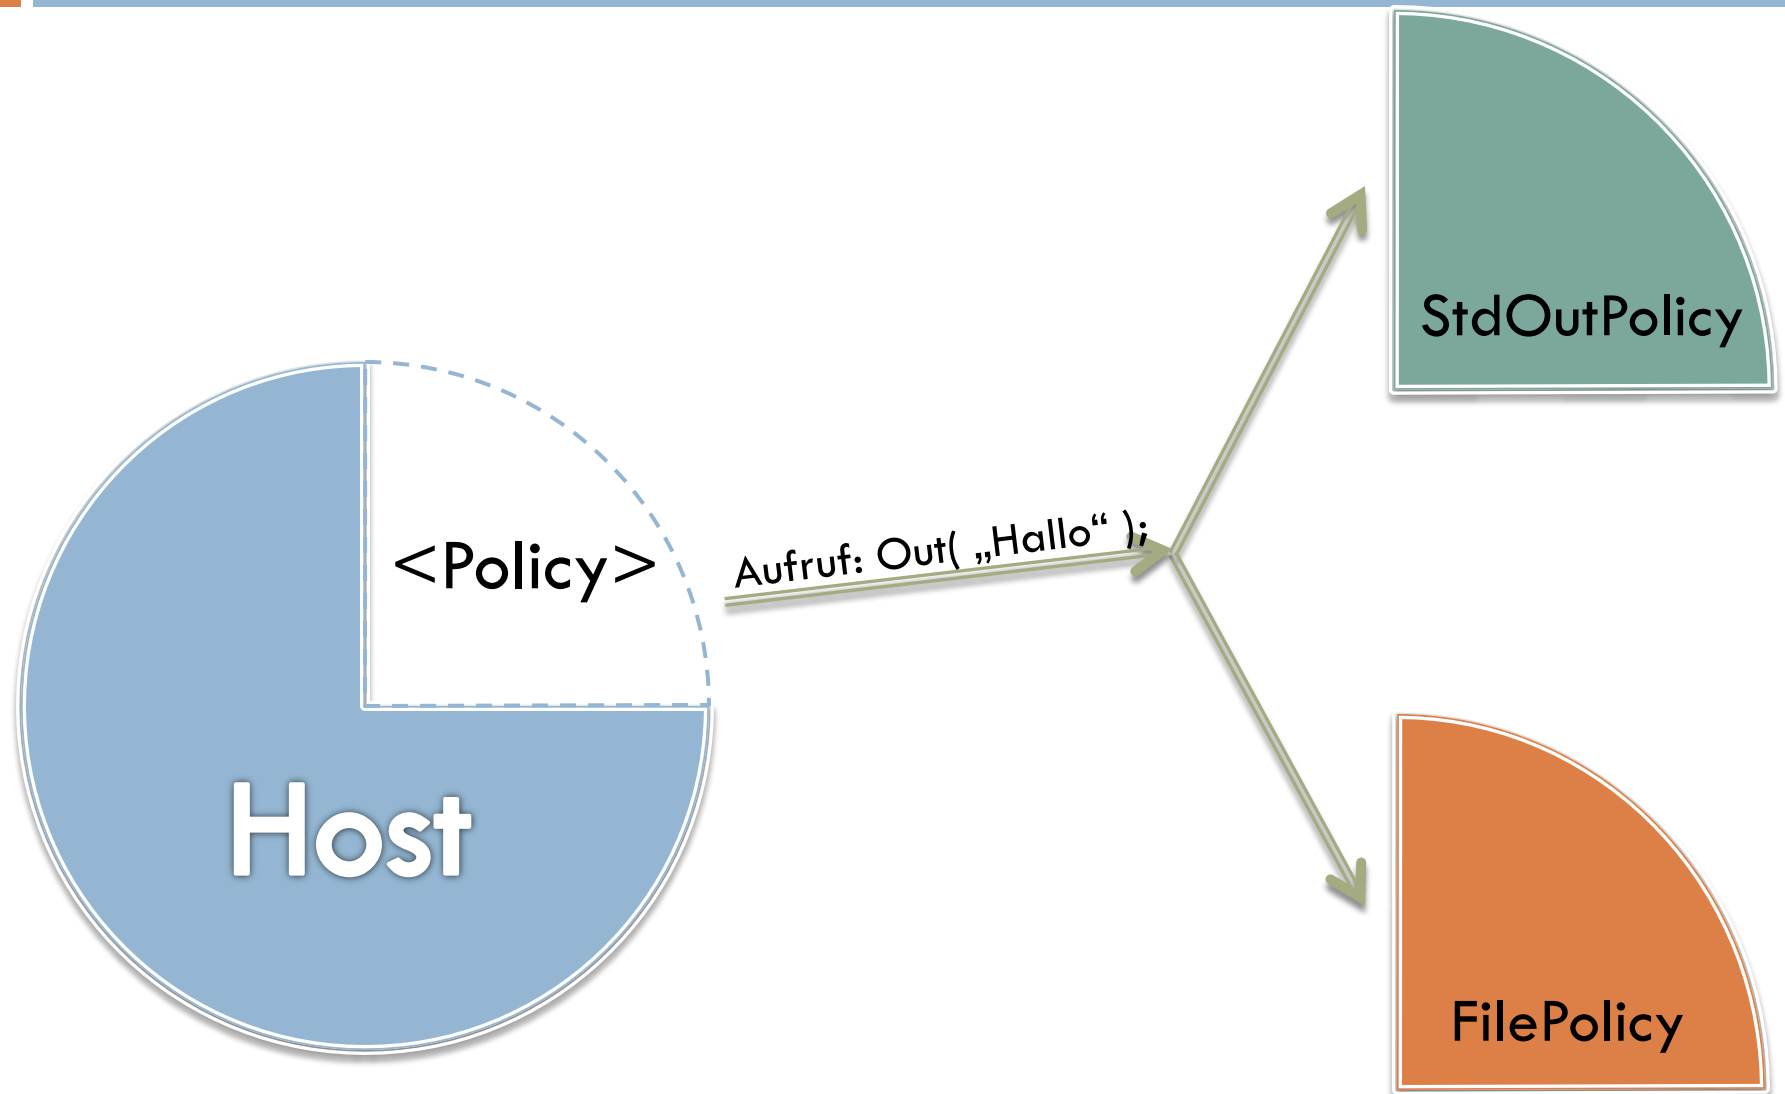 StdOutPolicy
<Policy>
Aufruf: Out( „Hallo“ );
Host
FilePolicy